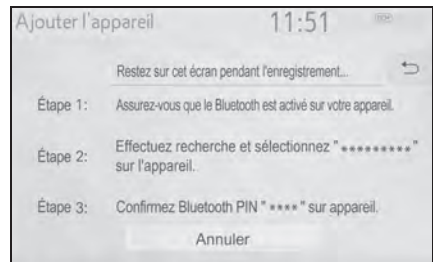 Ajouter l'appareil 11:51
Restez sur cet écran pendant l'enregistrement...
Étape 1: Assurez-vous que le Bluetooth est activé sur votre appareil.
Étape 2: Effectuez recherche et sélectionnez "*********"
sur l'appareil.
Étape 3: Confirmez Bluetooth PIN "****" sur appareil.
Annuler